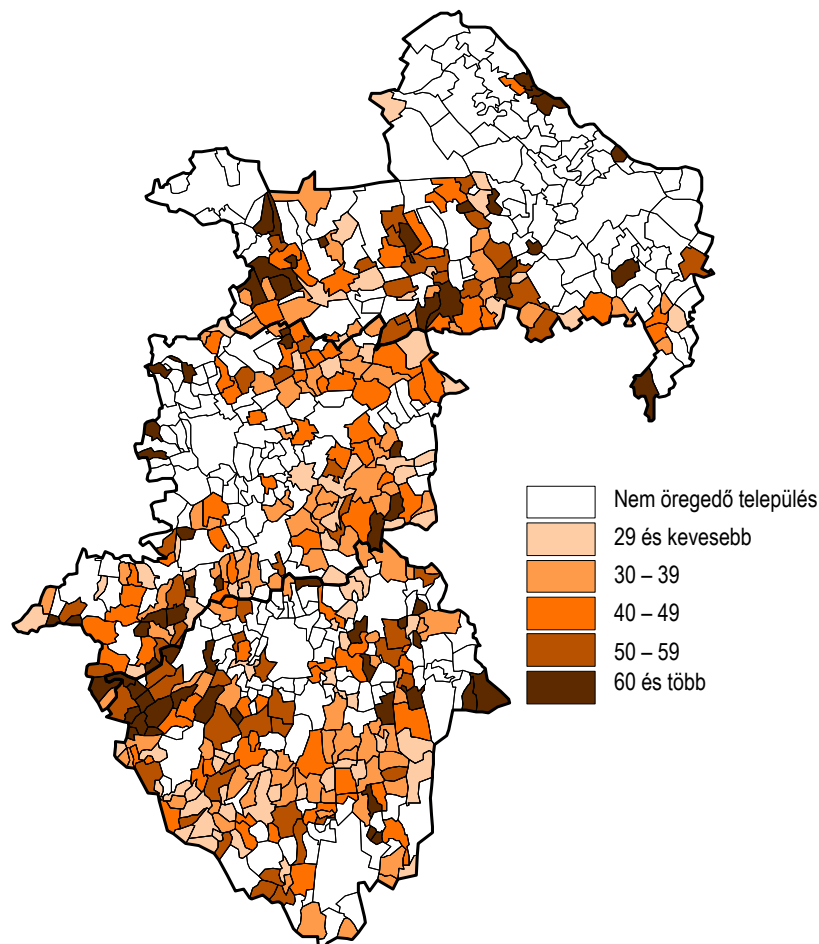 Nem öregedő település
29 és kevesebb
30 – 39
40 – 49
50 – 59
60 és több